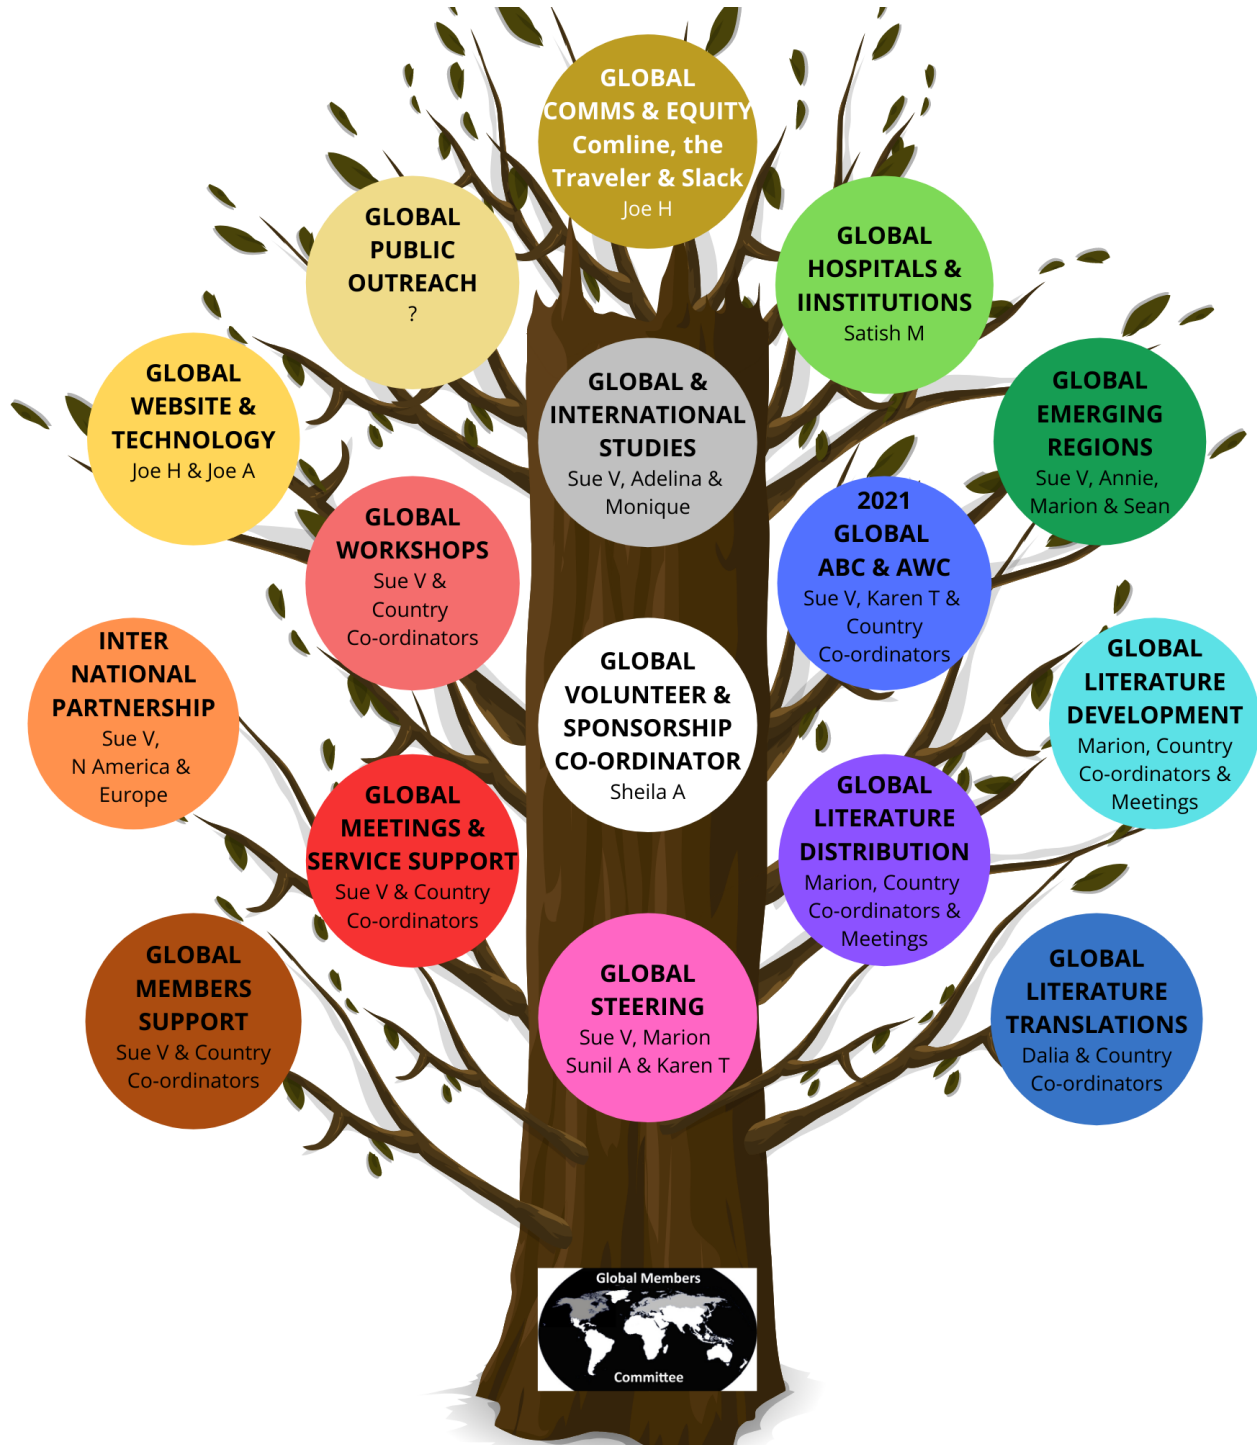 GLOBAL
COMMS & EQUITY
Comline, the
Traveler & Slack
Joe H
GLOBAL
PUBLIC
OUTREACH
?
GLOBAL
HOSPITALS &
IINSTITUTIONS
Satish M
GLOBAL
WEBSITE &
TECHNOLOGY
Joe H & Joe A
GLOBAL &
INTERNATIONAL
STUDIES
Sue V, Adelina &
Monique
GLOBAL
EMERGING
REGIONS
Sue V, Annie,
Marion & Sean
GLOBAL
WORKSHOPS
Sue V &
Country
Co-ordinators
2021
GLOBAL
ABC & AWC
Sue V, Karen T &
Country
Co-ordinators
INTER
NATIONAL
PARTNERSHIP
Sue V,
N America &
Europe
GLOBAL
VOLUNTEER &
SPONSORSHIP
CO-ORDINATOR
Sheila A
GLOBAL
LITERATURE
DEVELOPMENT
Marion, Country
Co-ordinators &
Meetings
GLOBAL
MEETINGS &
SERVICE SUPPORT
Sue V & Country
Co-ordinators
GLOBAL
LITERATURE
DISTRIBUTION
Marion, Country
Co-ordinators &
Meetings
GLOBAL
MEMBERS
SUPPORT
Sue V & Country
Co-ordinators
GLOBAL
STEERING
Sue V, Marion
Sunil A & Karen T
GLOBAL
LITERATURE
TRANSLATIONS
Dalia & Country
Co-ordinators
Global Members
Committee